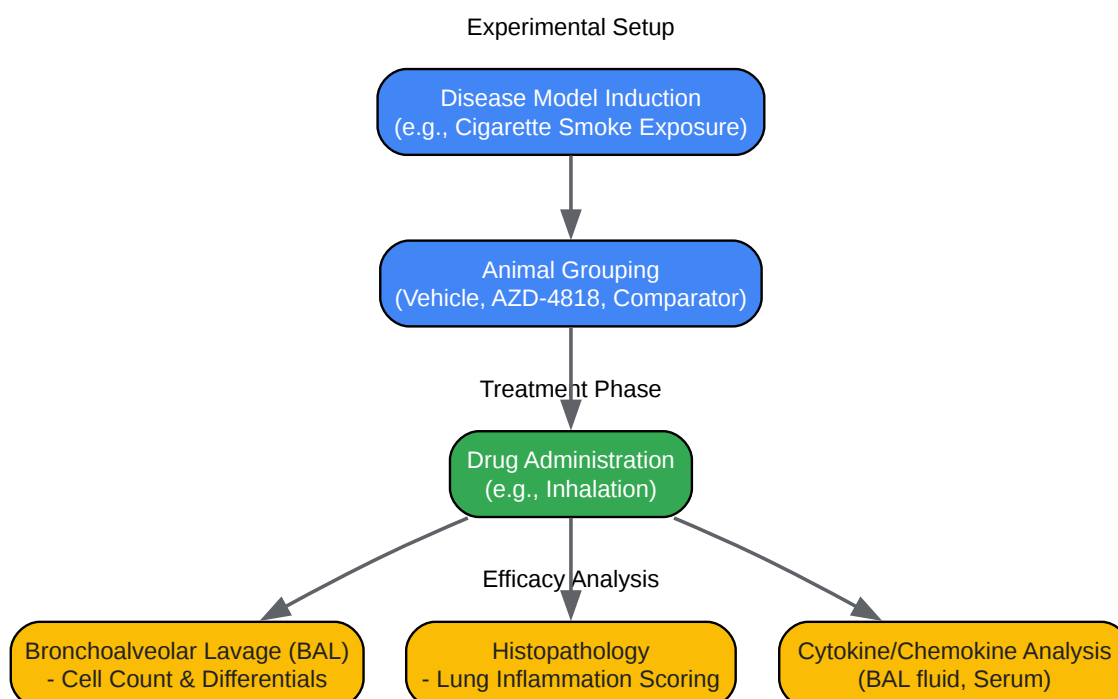 Experimental Setup
Disease Model Induction
(e.g., Cigarette Smoke Exposure)
Animal Grouping
(Vehicle, AZD-4818, Comparator)
Treatment Phase
Drug Administration
(e.g., Inhalation)
Efficacy Analysis
Bronchoalveolar Lavage (BAL)
- Cell Count & Differentials
Histopathology
- Lung Inflammation Scoring
Cytokine/Chemokine Analysis
(BAL fluid, Serum)